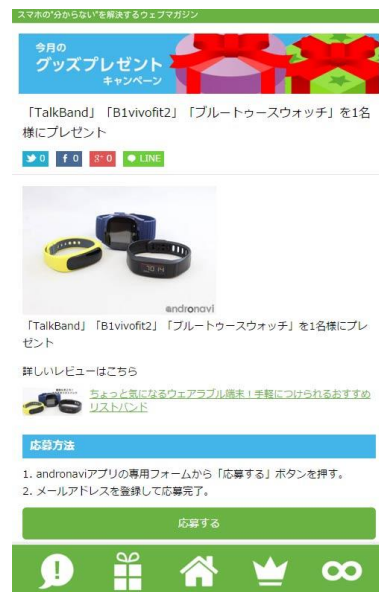 スマホの"分からない"を解決するウェブマガジン
今月の
グッズプレゼント
キャンペーン
「TalkBand」「B1vivofit2」「ブルートゥースウォッチ」を1名
様にプレゼント
0
f 0
g+ 0
LINE
andronavi
「TalkBand」「B1vivofit2」「ブルートゥースウォッチ」を1名様にプレ
ゼント
詳しいレビューはこちら
ちょっと気になるウェアラブル端末！手軽につけられるおすすめ
リストバンド
応募方法
1. andronaviアプリの専用フォームから「応募する」ボタンを押す。
2. メールアドレスを登録して応募完了。
応募する